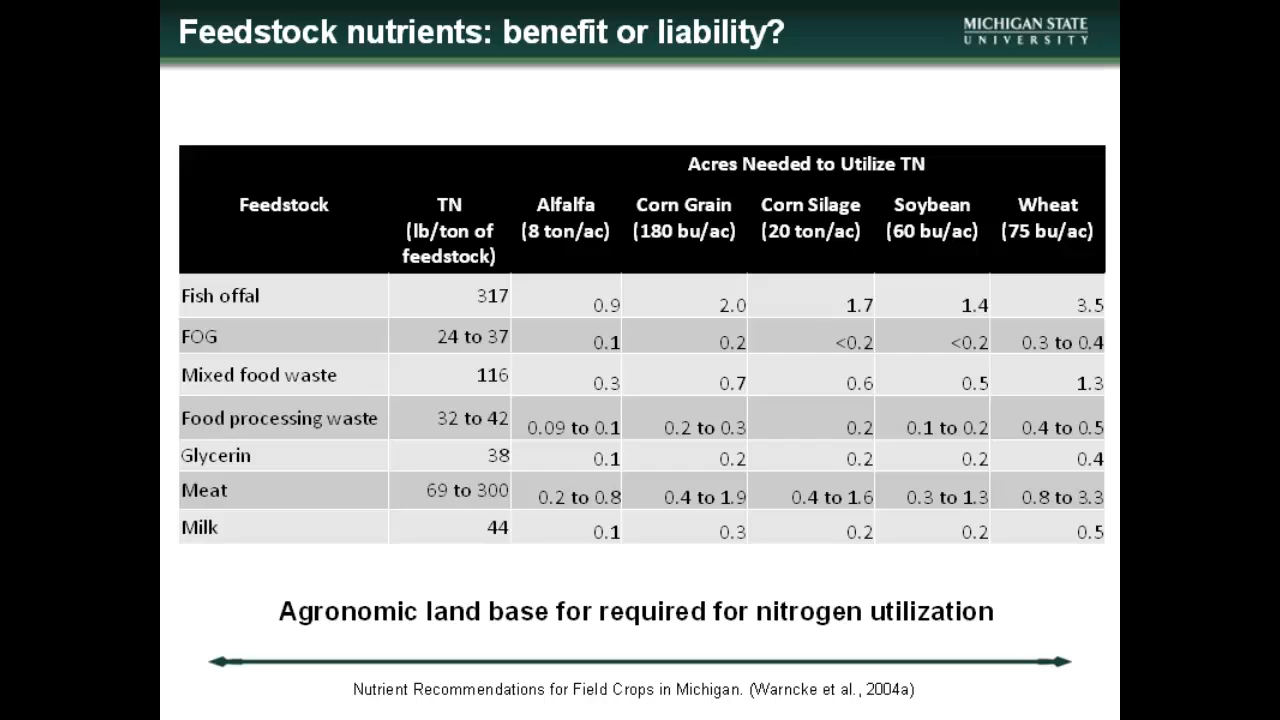 Feedstock nutrients: benefit or liability?
MICHIGAN STATE
UNIVERSITY
Acres Needed to Utilize TN
Feedstock TN Alfalfa Corn Grain Corn Silage Soybean Wheat
(lb/ton of (8 ton/ac) (180 bu/ac) (20 ton/ac) (60 bu/ac) (75 bu/ac)
feedstock)
Fish offal 317 0.9 2.0 1.7 1.4 3.5
FOG 24 to 37 0.1 0.2 <0.2 <0.2 0.3 to 0.4
Mixed food waste 116 0.3 0.7 0.6 0.5 1.3
Food processing waste 32 to 42 0.09 to 0.1 0.2 to 0.3 0.2 0.1 to 0.2 0.4 to 0.5
Glycerin 38 0.1 0.2 0.2 0.2 0.4
Meat 69 to 300 0.2 to 0.8 0.4 to 1.9 0.4 to 1.6 0.3 to 1.3 0.8 to 3.3
Milk 44 0.1 0.3 0.2 0.2 0.5
Agronomic land base for required for nitrogen utilization
Nutrient Recommendations for Field Crops in Michigan. (Warncke et al., 2004a)